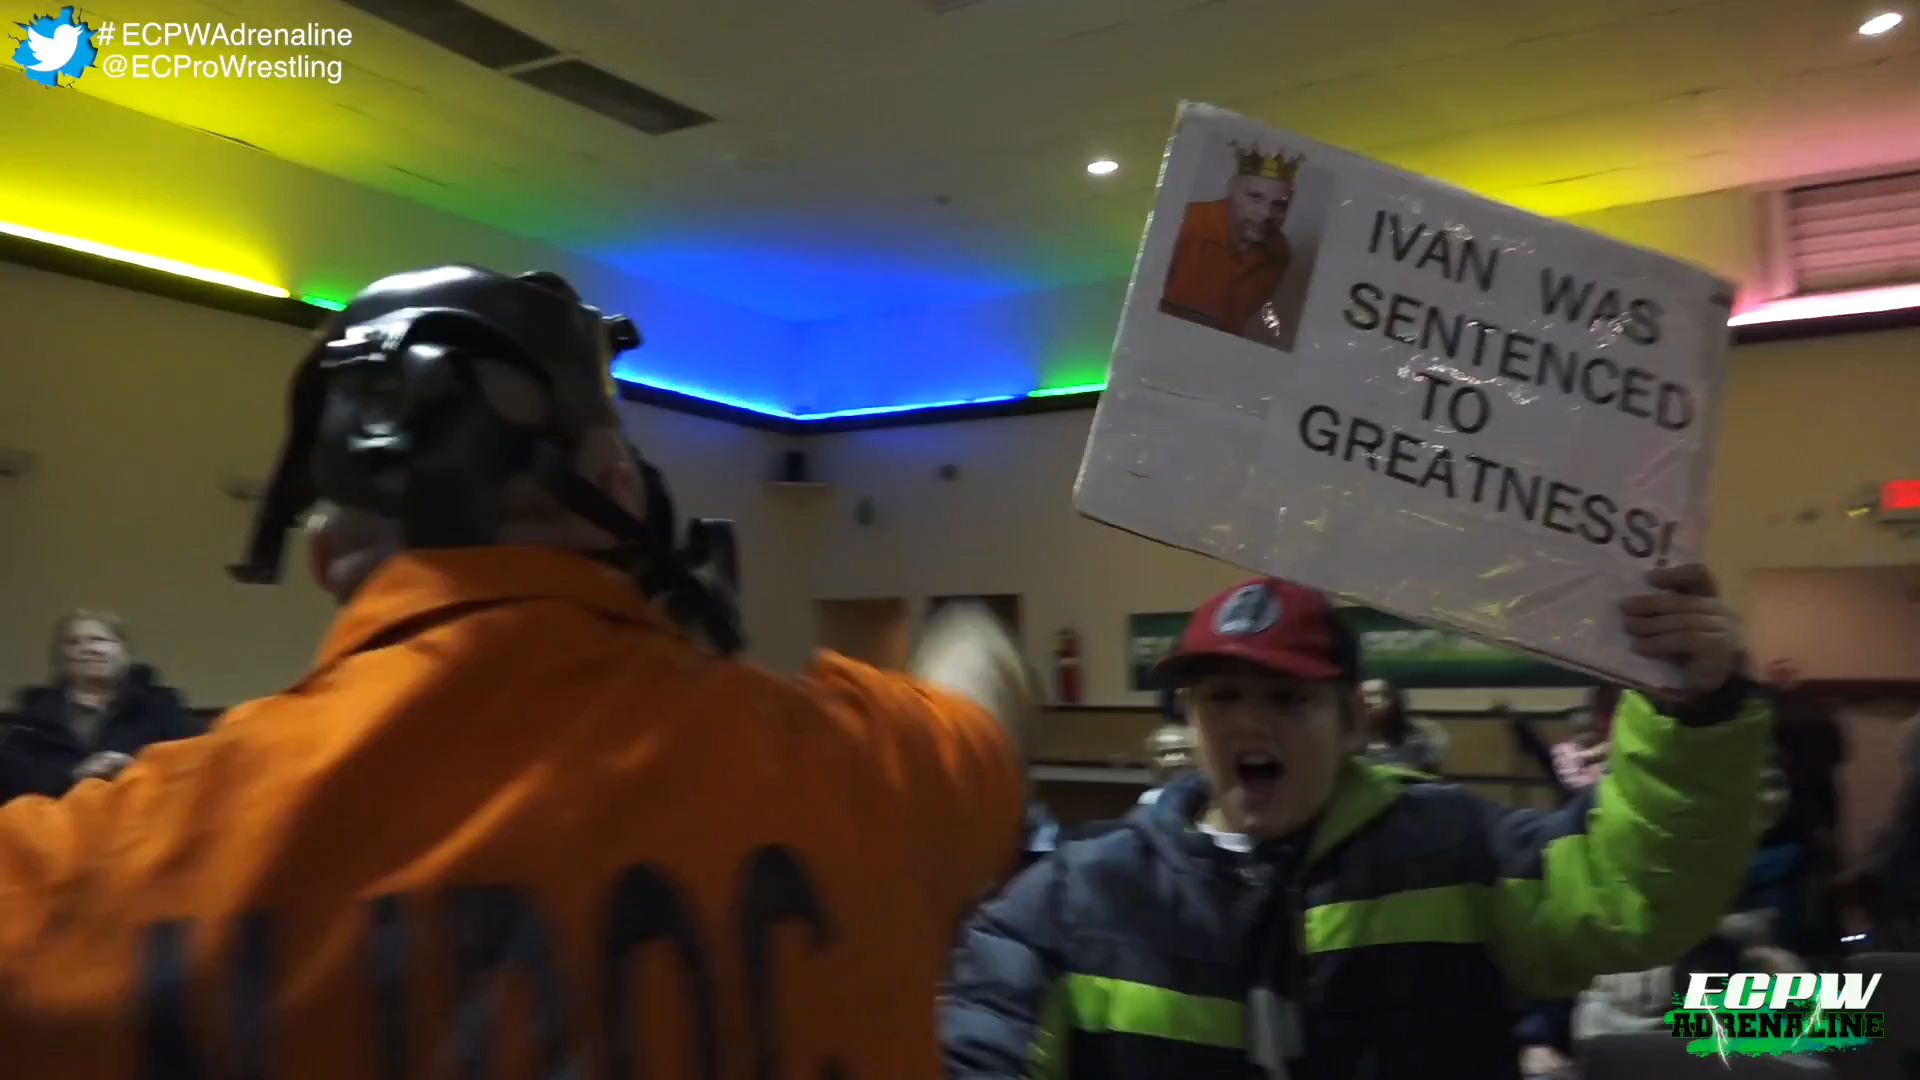 # ECPWAdrenaline
@ECProWrestling
IVAN WAS
SENTENCED
TO
GREATNESS!
ECPW
ADRENALINE